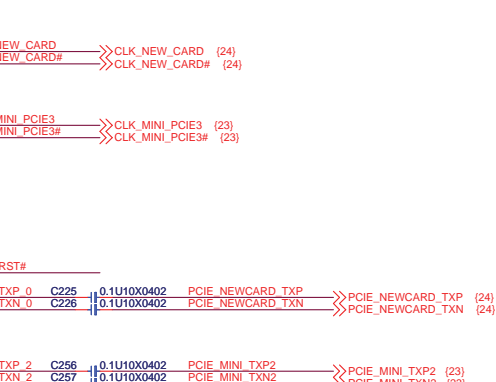 NEW_CARD CLK_NEW_CARD {24}
NEW_CARD# CLK_NEW_CARD# {24}
MINI_PCIE3 CLK_MINI_PCIE3 {23}
MINI_PCIE3# CLK_MINI_PCIE3# {23}
RST#
TXP_0 C225 0.1U10X0402 PCIE_NEWCARD_TXP PCIE_NEWCARD_TXP {24}
TXN_0 C226 0.1U10X0402 PCIE_NEWCARD_TXN PCIE_NEWCARD_TXN {24}
TXP_2 C256 0.1U10X0402 PCIE_MINI_TXP2 PCIE_MINI_TXP2 {23}
TXN_2 C257 0.1U10X0402 PCIE_MINI_TXN2 PCIE_MINI_TXN2 {23}